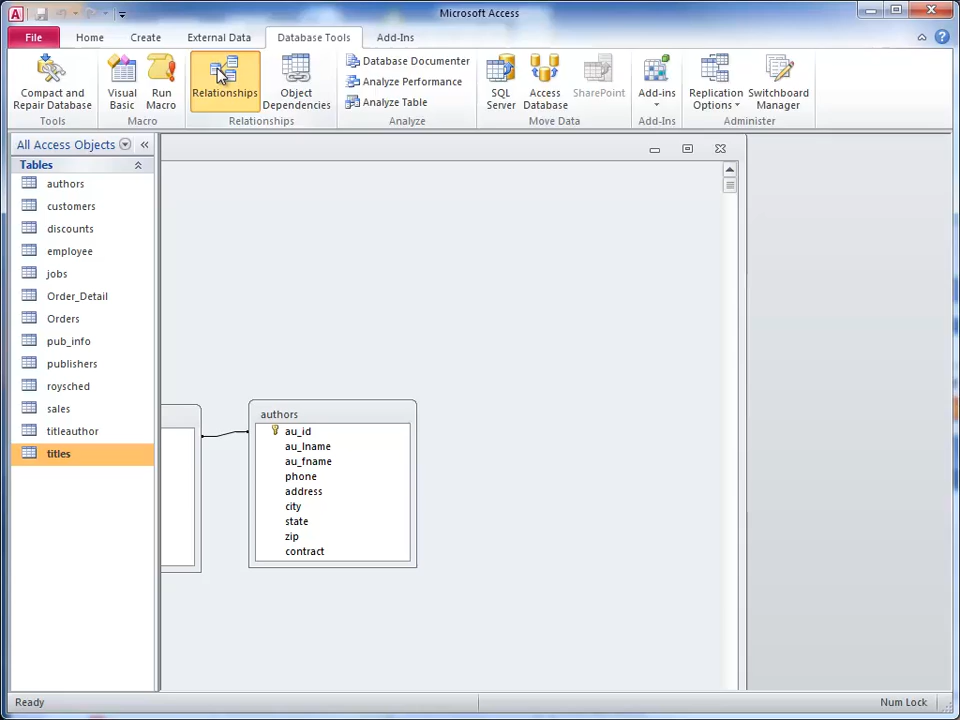 Microsoft Access
File Home Create External Data Database Tools Add-Ins
Compact and Repair Database
Visual Basic
Run Macro
Relationships
Object Dependencies
Database Documenter
Analyze Performance
Analyze Table
SQL Server
Access Database
SharePoint
Add-ins
Replication Options
Switchboard Manager
Tools Macro Relationships Analyze Move Data Add-Ins Administer
All Access Objects
Tables
authors
customers
discounts
employee
jobs
Order_Detail
Orders
pub_info
publishers
roysched
sales
titleauthor
titles
authors
au_id
au_lname
au_fname
phone
address
city
state
zip
contract
Ready
Num Lock